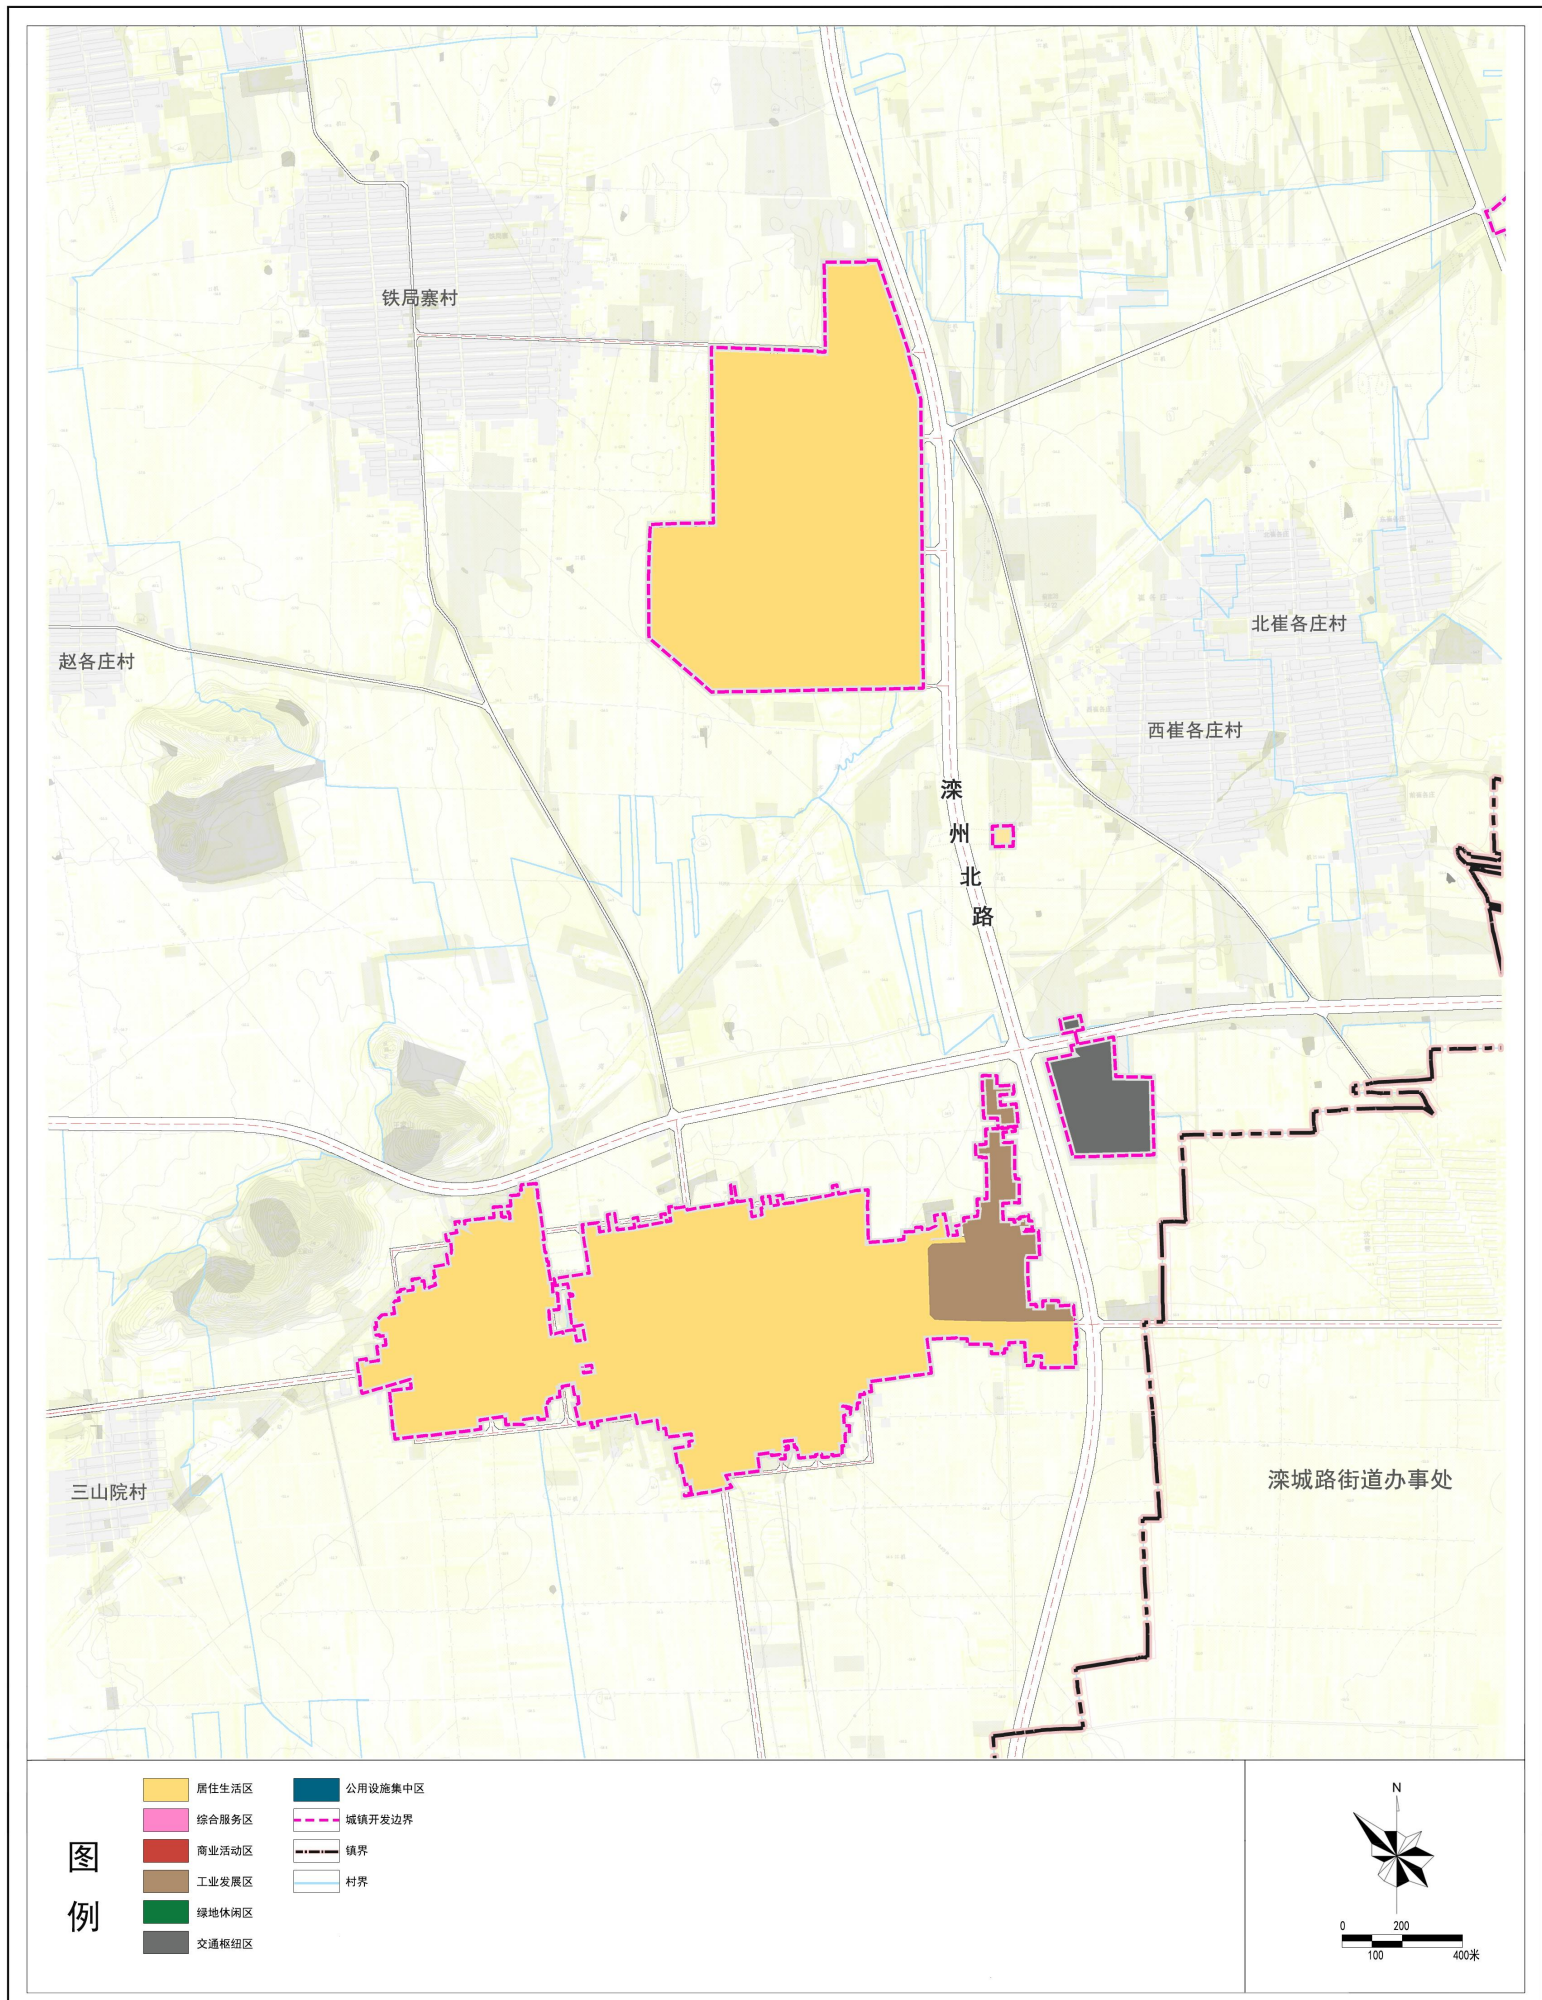 铁局寨村
北崔各庄村
赵各庄村
西崔各庄村
滦
州
北
路
三山院村
滦城路街道办事处
图
例
居住生活区
综合服务区
商业活动区
工业发展区
绿地休闲区
交通枢纽区
公用设施集中区
城镇开发边界
镇界
村界
N
0 200
100 400米